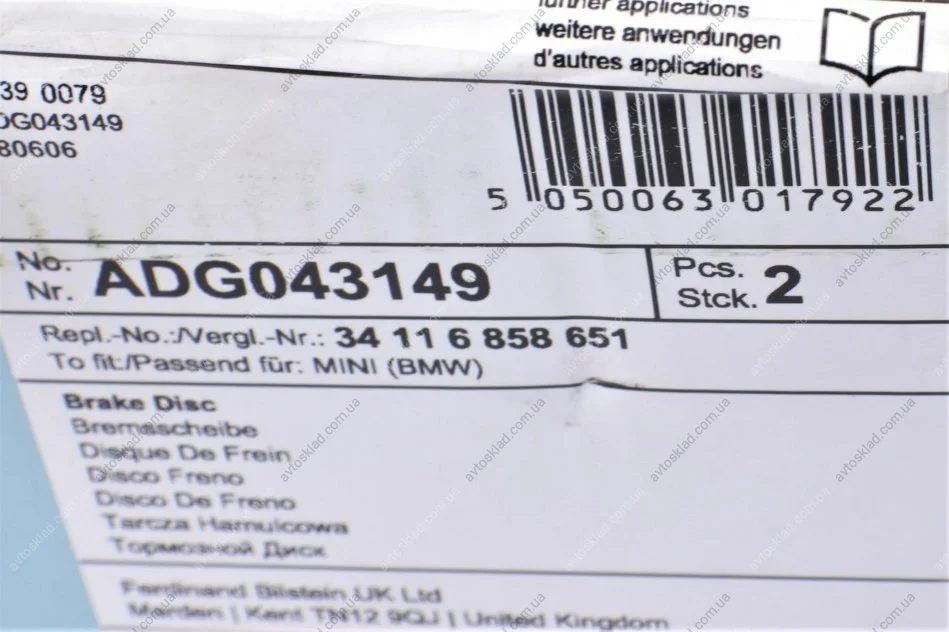 further applications
weitere anwendungen
d'autres applications
39 0079
DG043149
80606
5 050063 017922
No.
Nr. ADG043149
Pcs.
Stck. 2
Repl.-No.:/Vergl.-Nr.: 34 11 6 858 651
To fit:/Passend für: MINI (BMW)
Brake Disc
Bremsscheibe
Disque De Frein
Disco Freno
Disco De Freno
Tarcza Hamulcowa
Тормозной Диск
Ferdinand Bilstein UK Ltd
Marden | Kent TN12 9QJ | United Kingdom
avtosklad.com.ua